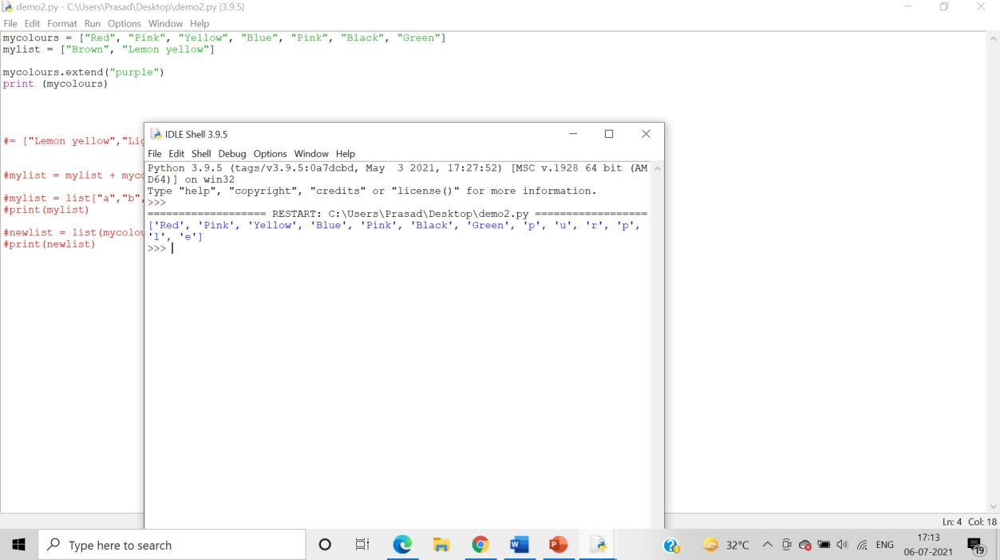 demo2.py - C:\Users\Prasad\Desktop\demo2.py (3.9.5)
File Edit Format Run Options Window Help
mycolours = ["Red", "Pink", "Yellow", "Blue", "Pink", "Black", "Green"]
mylist = ["Brown", "Lemon yellow"]
mycolours.extend("purple")
print (mycolours)
#= ["Lemon yellow","Lig
#mylist = mylist + myco
#mylist = list["a","b",
#print(mylist)
#newlist = list(mycolou
#print(newlist)
IDLE Shell 3.9.5
File Edit Shell Debug Options Window Help
Python 3.9.5 (tags/v3.9.5:0a7dcbd, May  3 2021, 17:27:52) [MSC v.1928 64 bit (AM
D64)] on win32
Type "help", "copyright", "credits" or "license()" for more information.
>>>
=================== RESTART: C:\Users\Prasad\Desktop\demo2.py ==================
['Red', 'Pink', 'Yellow', 'Blue', 'Pink', 'Black', 'Green', 'p', 'u', 'r', 'p',
'l', 'e']
>>>
Ln: 4 Col: 18
Type here to search
32°C
ENG
17:13
06-07-2021
19